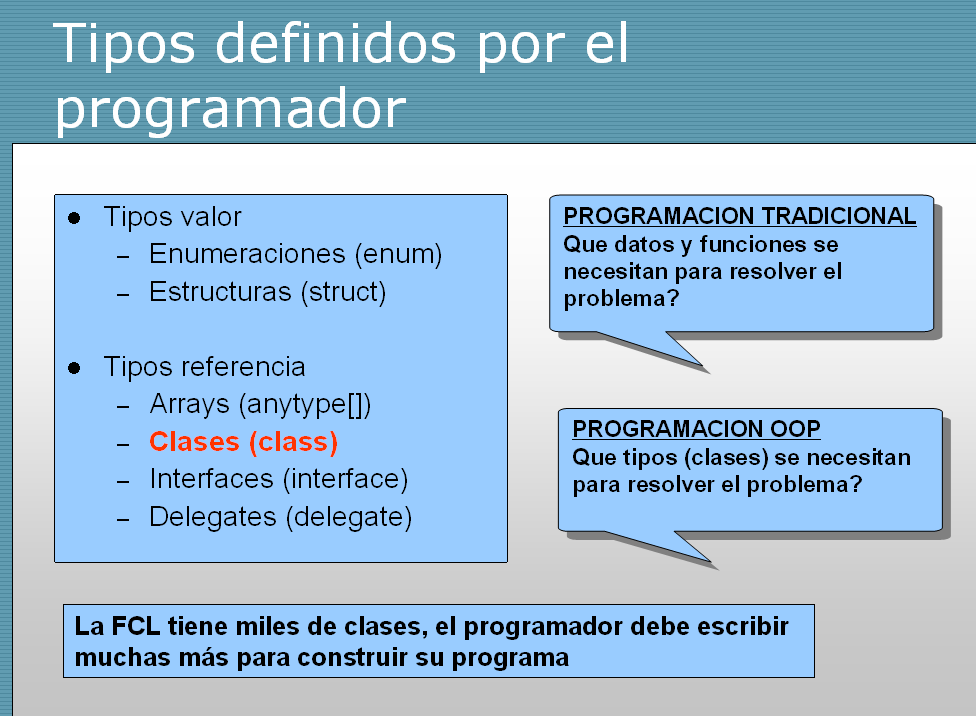 Tipos definidos por el
programador
● Tipos valor
– Enumeraciones (enum)
– Estructuras (struct)
● Tipos referencia
– Arrays (anytype[])
– Clases (class)
– Interfaces (interface)
– Delegates (delegate)
PROGRAMACION TRADICIONAL
Que datos y funciones se
necesitan para resolver el
problema?
PROGRAMACION OOP
Que tipos (clases) se necesitan
para resolver el problema?
La FCL tiene miles de clases, el programador debe escribir
muchas más para construir su programa